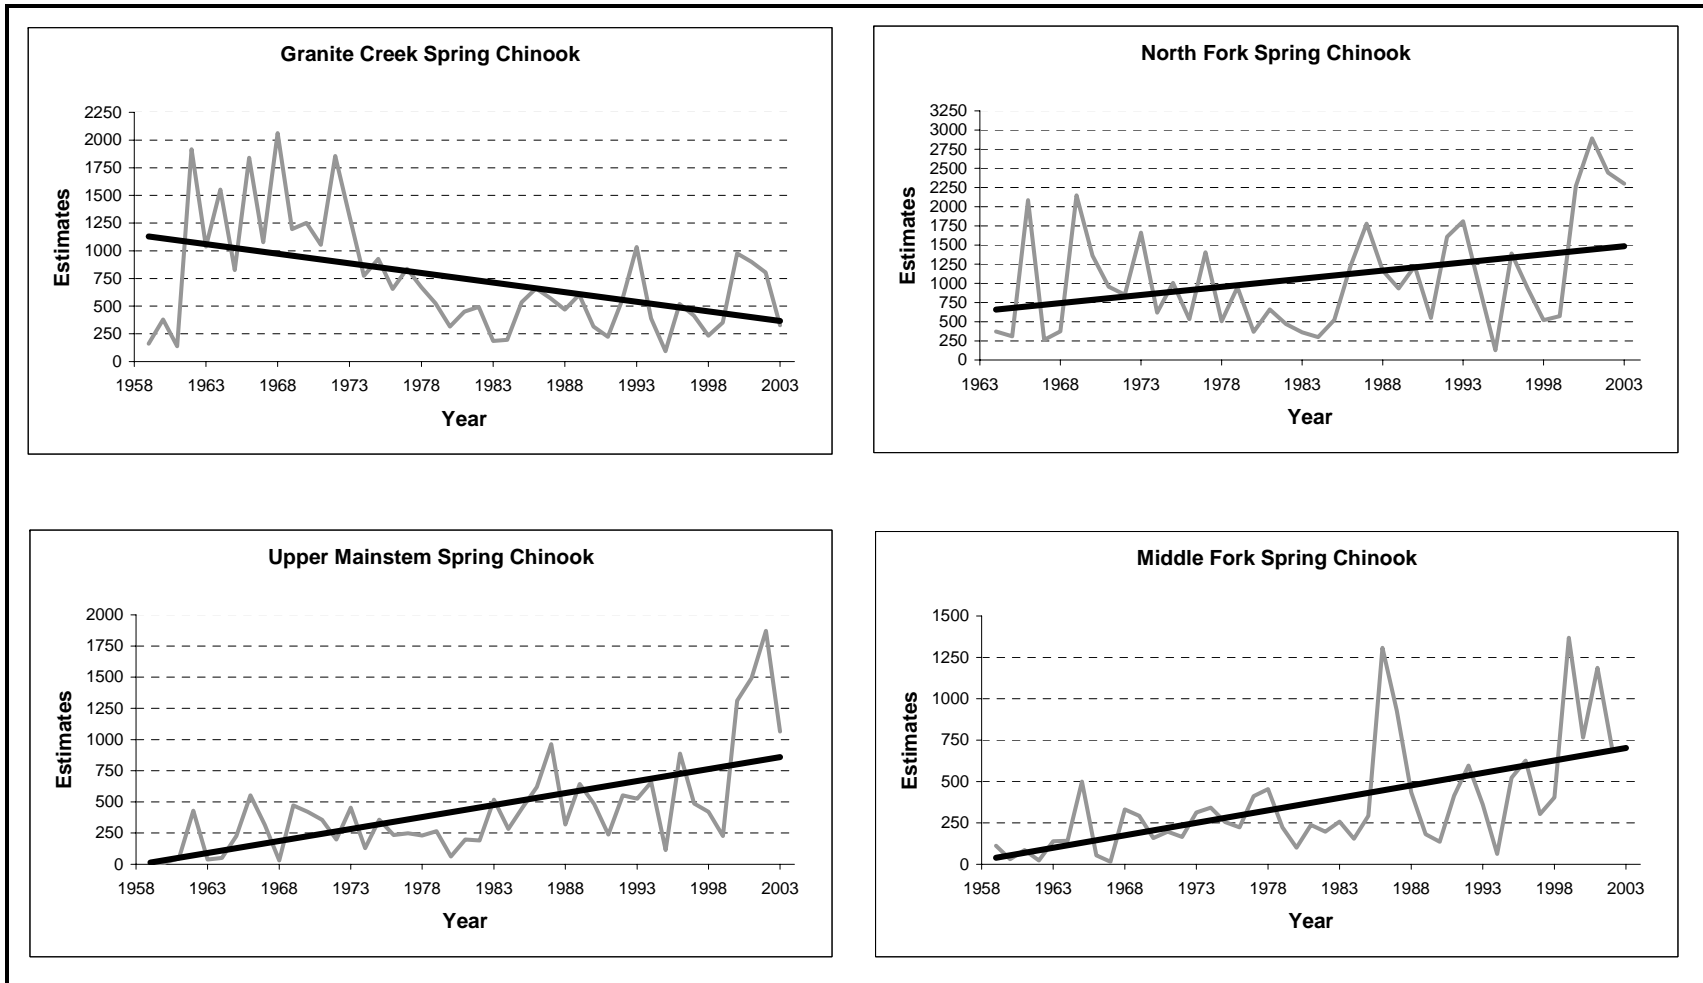 Granite Creek Spring Chinook
2250
2000
1750
1500
1250
1000
750
500
250
0
Estimates
1958 1963 1968 1973 1978 1983 1988 1993 1998 2003
Year
North Fork Spring Chinook
3250
3000
2750
2500
2250
2000
1750
1500
1250
1000
750
500
250
0
Estimates
1963 1968 1973 1978 1983 1988 1993 1998 2003
Year
Upper Mainstem Spring Chinook
2000
1750
1500
1250
1000
750
500
250
0
Estimates
1958 1963 1968 1973 1978 1983 1988 1993 1998 2003
Year
Middle Fork Spring Chinook
1500
1250
1000
750
500
250
0
Estimates
1958 1963 1968 1973 1978 1983 1988 1993 1998 2003
Year